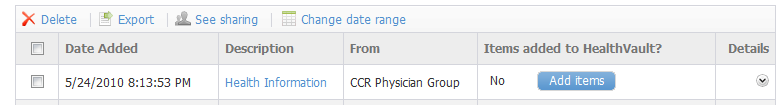 Delete Export See sharing Change date range
Date Added Description From Items added to HealthVault? Details
5/24/2010 8:13:53 PM Health Information CCR Physician Group No Add items